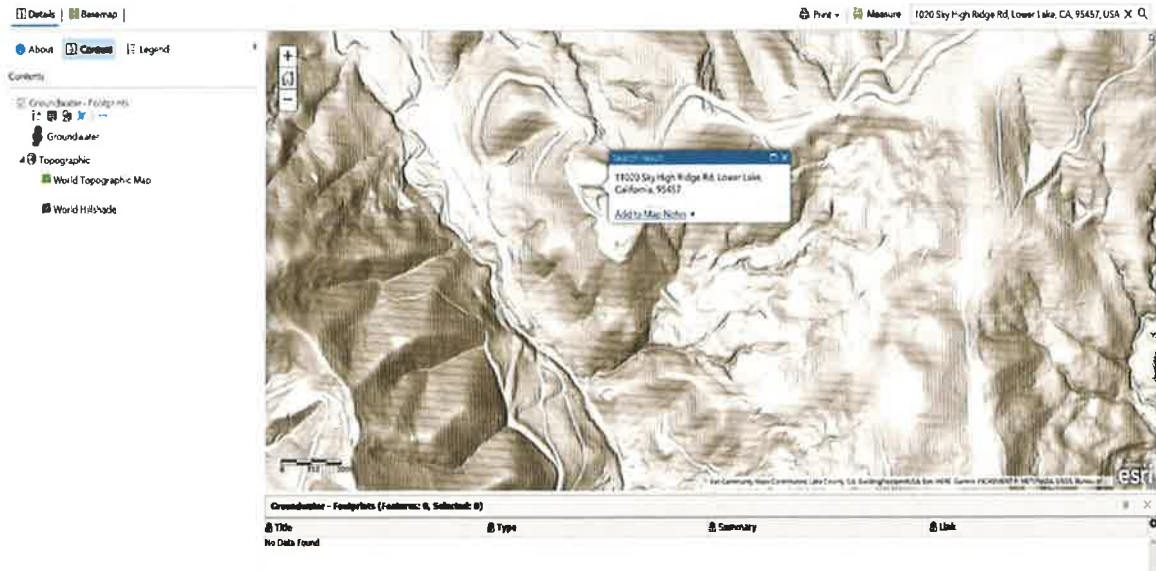 Details | Basemap |
Print Measure 1020 Sky High Ridge Rd, Lower Lake, CA, 95457, USA X
About Content Legend
Contents
Groundwater - Footprints
Groundwater
Topographic
World Topographic Map
World Hillshade
+
−
Search result
11020 Sky High Ridge Rd, Lower Lake,
California, 95457
Add to Map Notes
esri
Groundwater - Footprints (Features: 0, Selected: 0)
Title Type Summary Link
No Data Found